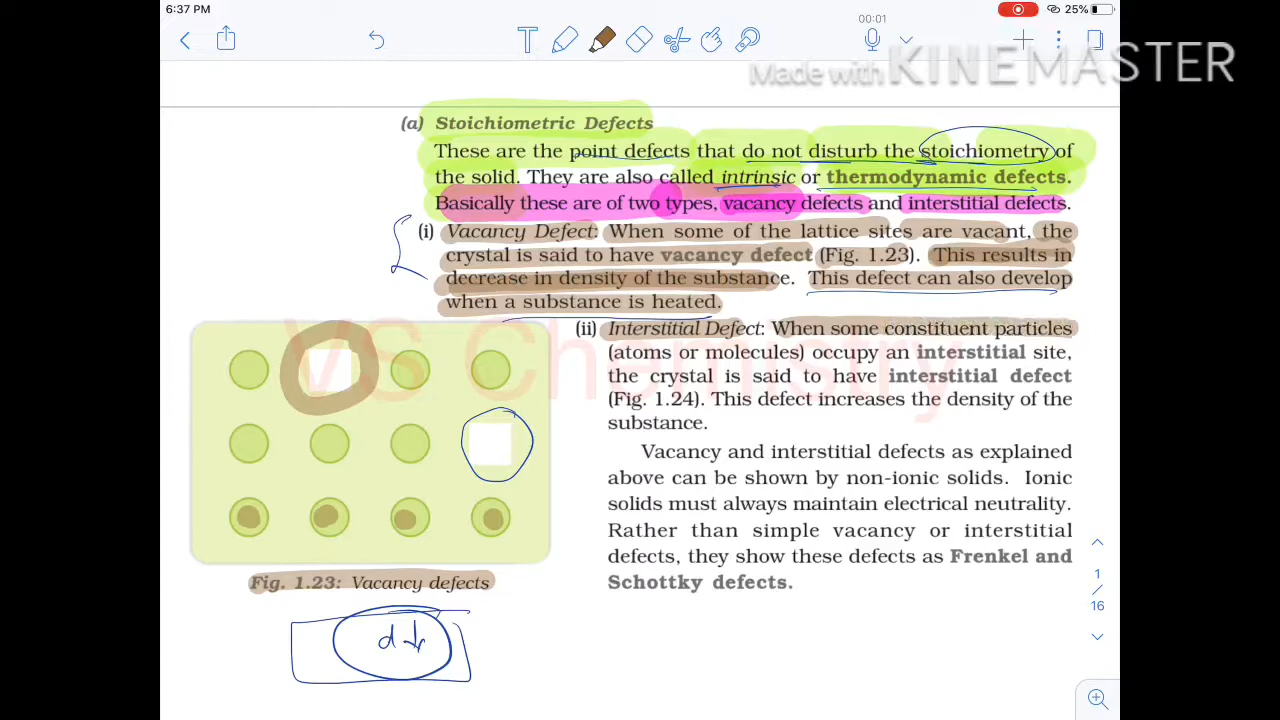 6:37 PM
25%
00:01
Made with KINEMASTER
(a) Stoichiometric Defects
These are the point defects that do not disturb the stoichiometry of
the solid. They are also called intrinsic or thermodynamic defects.
Basically these are of two types, vacancy defects and interstitial defects.
(i) Vacancy Defect: When some of the lattice sites are vacant, the
crystal is said to have vacancy defect (Fig. 1.23). This results in
decrease in density of the substance. This defect can also develop
when a substance is heated.
(ii) Interstitial Defect: When some constituent particles
(atoms or molecules) occupy an interstitial site,
the crystal is said to have interstitial defect
(Fig. 1.24). This defect increases the density of the
substance.
Vacancy and interstitial defects as explained
above can be shown by non-ionic solids. Ionic
solids must always maintain electrical neutrality.
Rather than simple vacancy or interstitial
defects, they show these defects as Frenkel and
Schottky defects.
VS Chemistry
Fig. 1.23: Vacancy defects
d↓
1
/
16